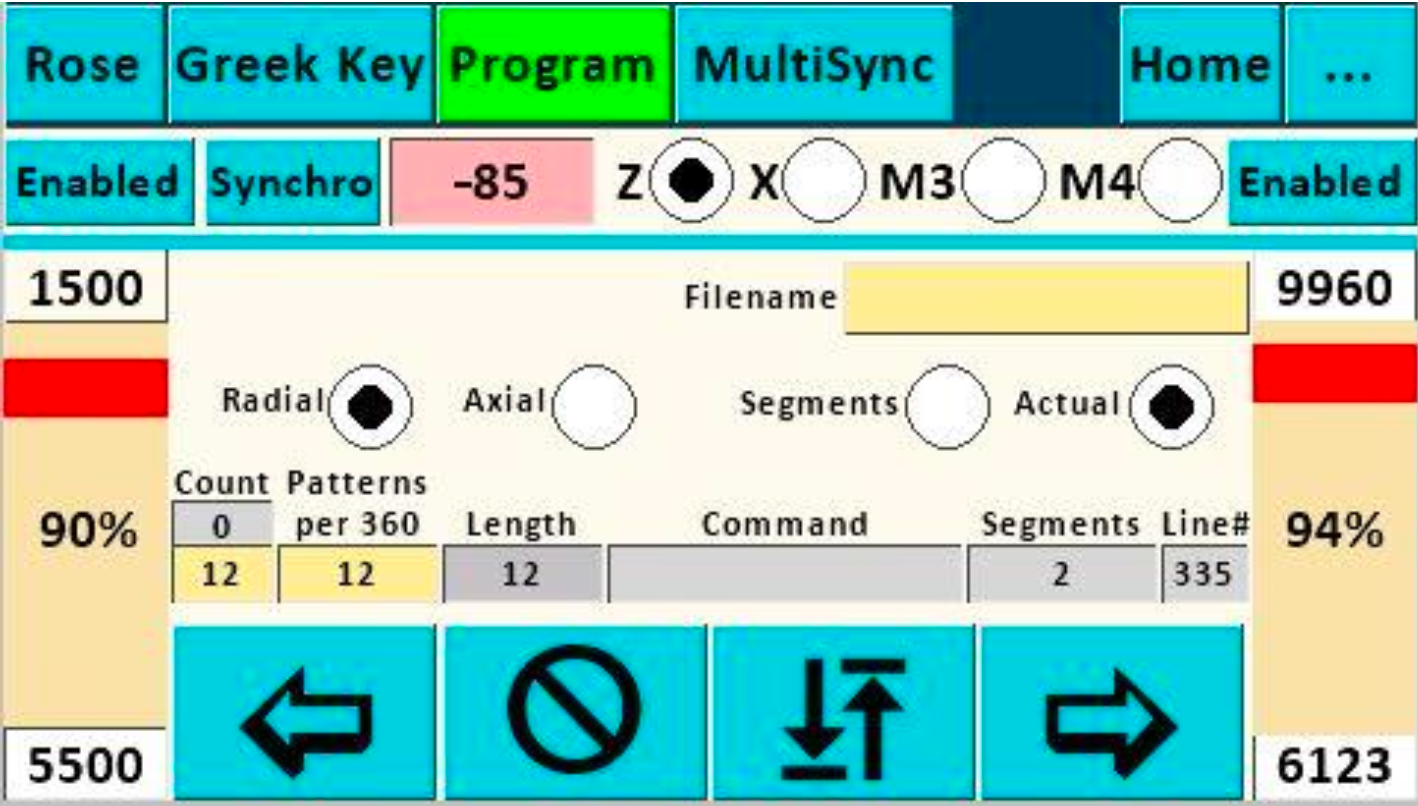 Rose Greek Key Program MultiSync Home ...
Enabled Synchro -85 Z X M3 M4 Enabled
1500 Filename 9960
Radial Axial Segments Actual
Count Patterns
90% 0 per 360 Length Command Segments Line# 94%
12 12 12 2 335
5500 6123